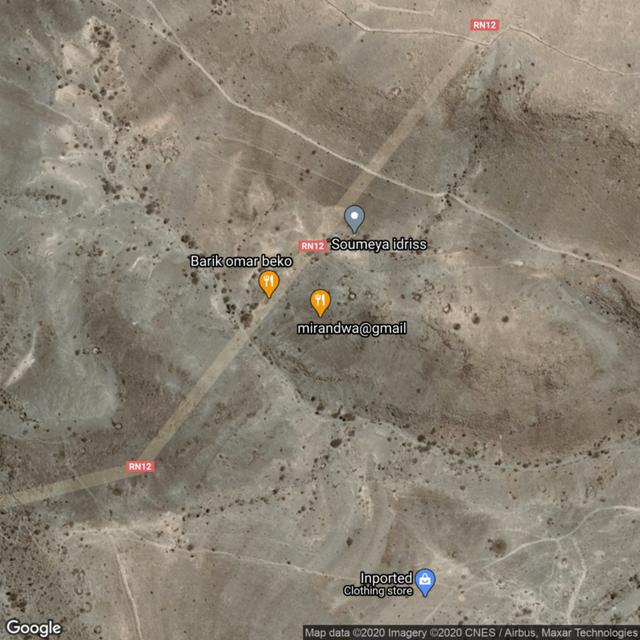 RN12
Soumeya idriss
RN12
Barik omar beko
mirandwa@gmail
RN12
Inported
Clothing store
Google
Map data ©2020 Imagery ©2020 CNES / Airbus, Maxar Technologies